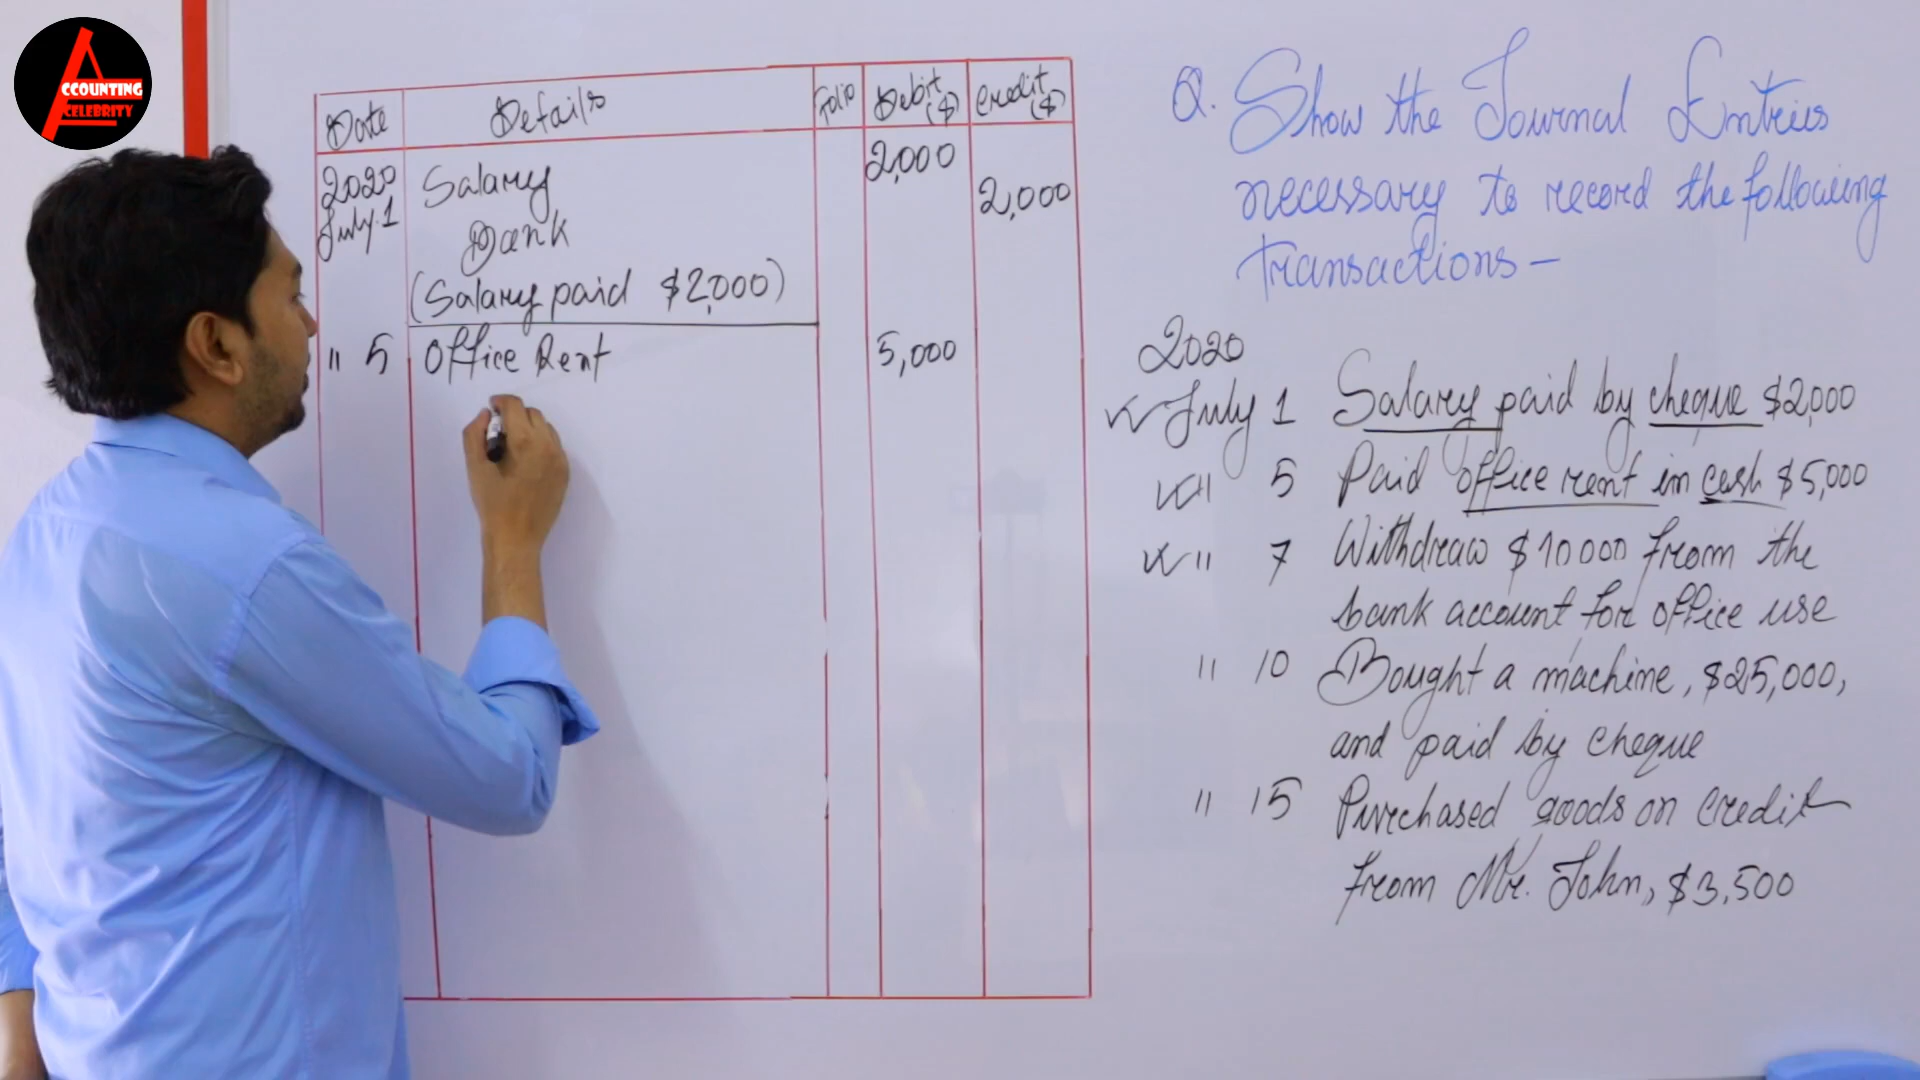 ACCOUNTING
CELEBRITY
Date Details Folio Debit ($) Credit ($)
2020 Salary 2,000
July.1 Bank 2,000
(Salary paid $2,000)
" 5 Office Rent 5,000
Q. Show the Journal Entries
necessary to record the following
transactions –
2020
July 1 Salary paid by cheque $2,000
" 5 Paid office rent in cash $5,000
" 7 Withdraw $10000 from the
bank account for office use
" 10 Bought a machine, $25,000,
and paid by cheque
" 15 Purchased goods on credit
from Mr. John, $3,500